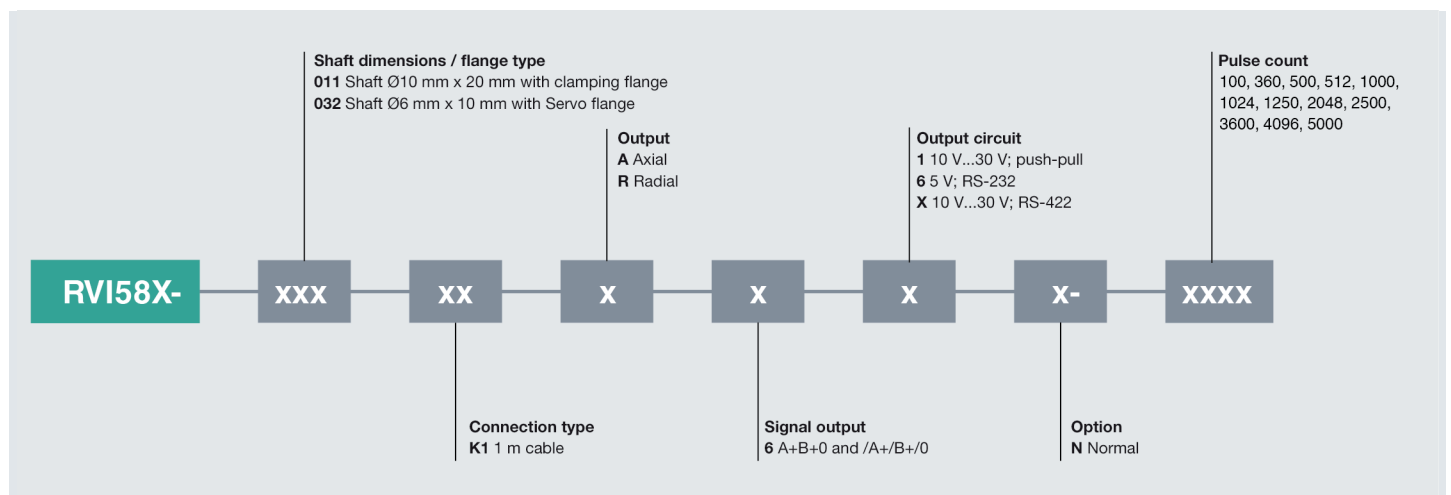 Shaft dimensions / flange type
011 Shaft Ø10 mm x 20 mm with clamping flange
032 Shaft Ø6 mm x 10 mm with Servo flange
Output
A Axial
R Radial
Output circuit
1 10 V...30 V; push-pull
6 5 V; RS-232
X 10 V...30 V; RS-422
Pulse count
100, 360, 500, 512, 1000,
1024, 1250, 2048, 2500,
3600, 4096, 5000
RVI58X- xxx xx x x x x- xxxx
Connection type
K1 1 m cable
Signal output
6 A+B+0 and /A+/B+/0
Option
N Normal